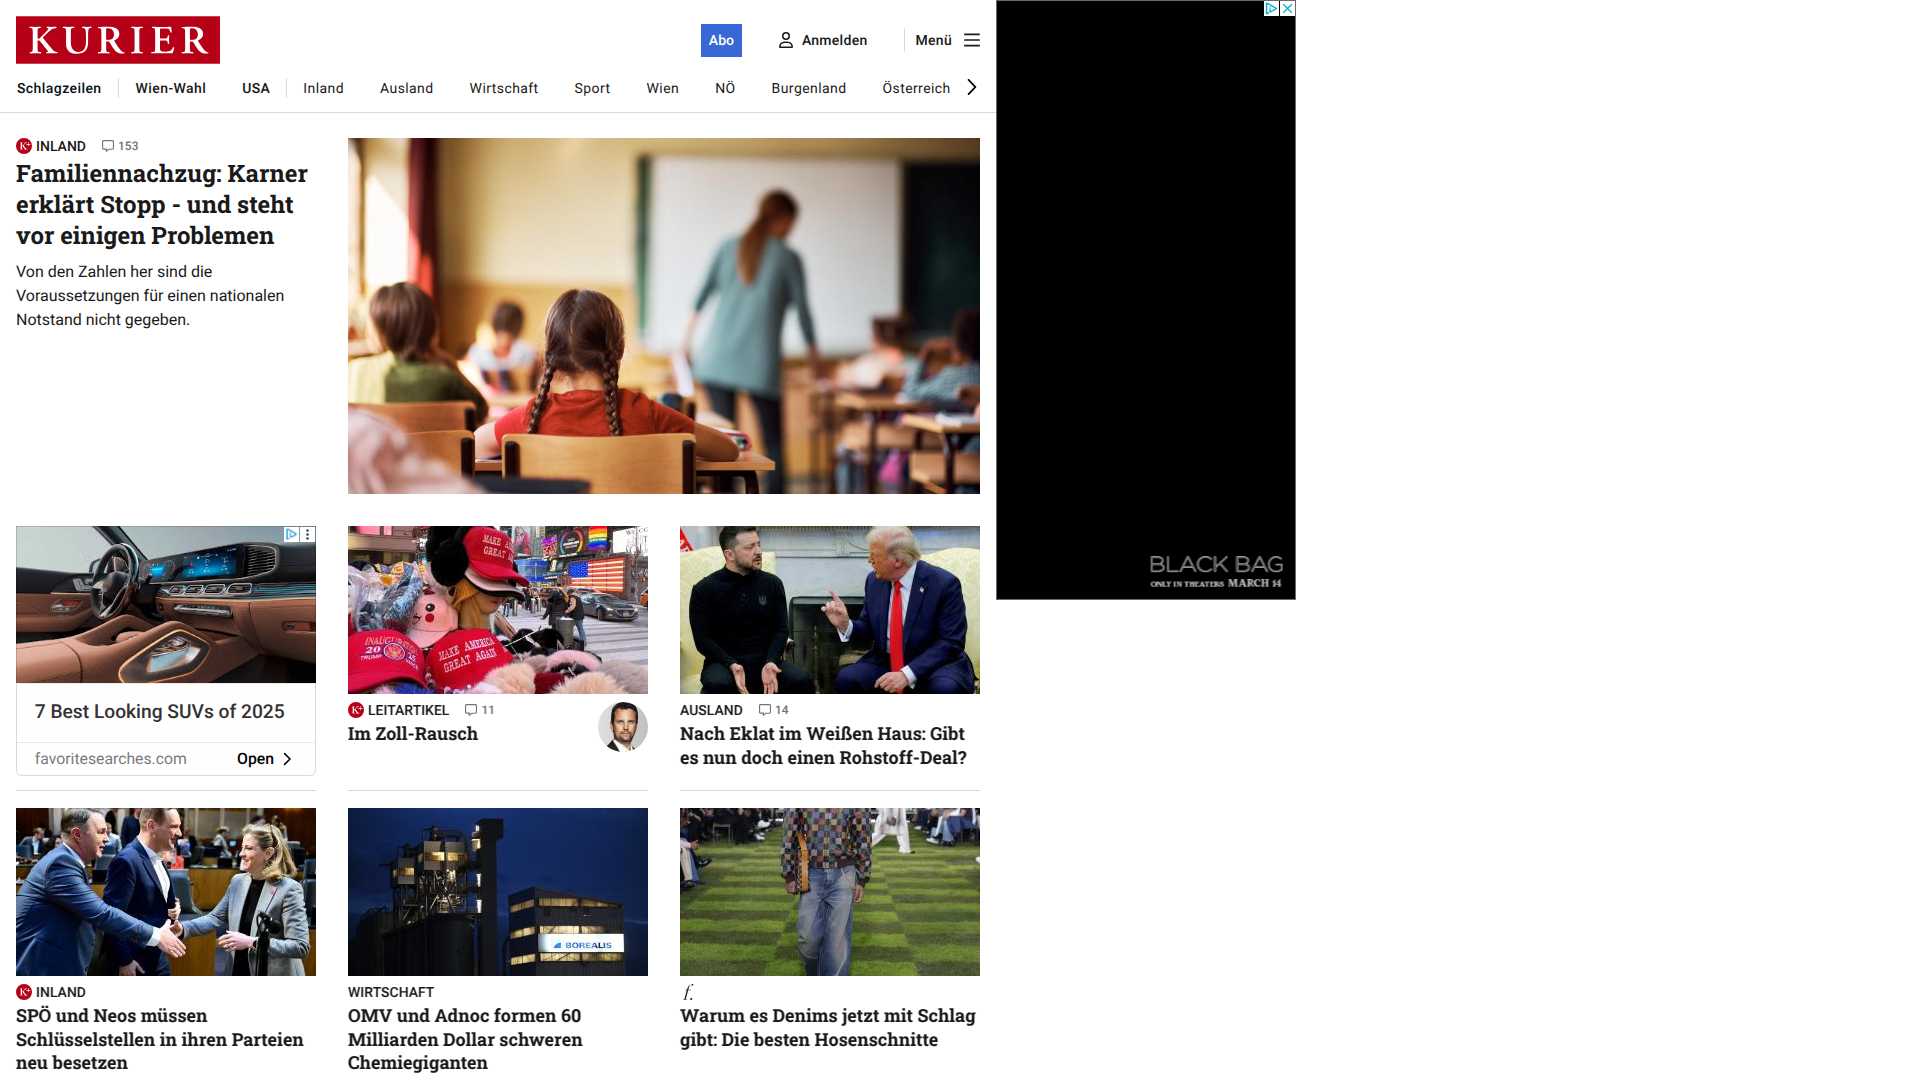 KURIER
Abo
Anmelden
Menü
Schlagzeilen
Wien-Wahl
USA
Inland
Ausland
Wirtschaft
Sport
Wien
NÖ
Burgenland
Österreich
K+ INLAND 153
Familiennachzug: Karner
erklärt Stopp - und steht
vor einigen Problemen
Von den Zahlen her sind die
Voraussetzungen für einen nationalen
Notstand nicht gegeben.
BLACK BAG
ONLY IN THEATERS MARCH 14
7 Best Looking SUVs of 2025
favoritesearches.com
Open
MAKE
GREAT
INAUGURATION
20
TRUMP
MAKE AMERICA
GREAT AGAIN
K+ LEITARTIKEL 11
Im Zoll-Rausch
AUSLAND 14
Nach Eklat im Weißen Haus: Gibt
es nun doch einen Rohstoff-Deal?
K+ INLAND
SPÖ und Neos müssen
Schlüsselstellen in ihren Parteien
neu besetzen
BOREALIS
WIRTSCHAFT
OMV und Adnoc formen 60
Milliarden Dollar schweren
Chemiegiganten
f.
Warum es Denims jetzt mit Schlag
gibt: Die besten Hosenschnitte